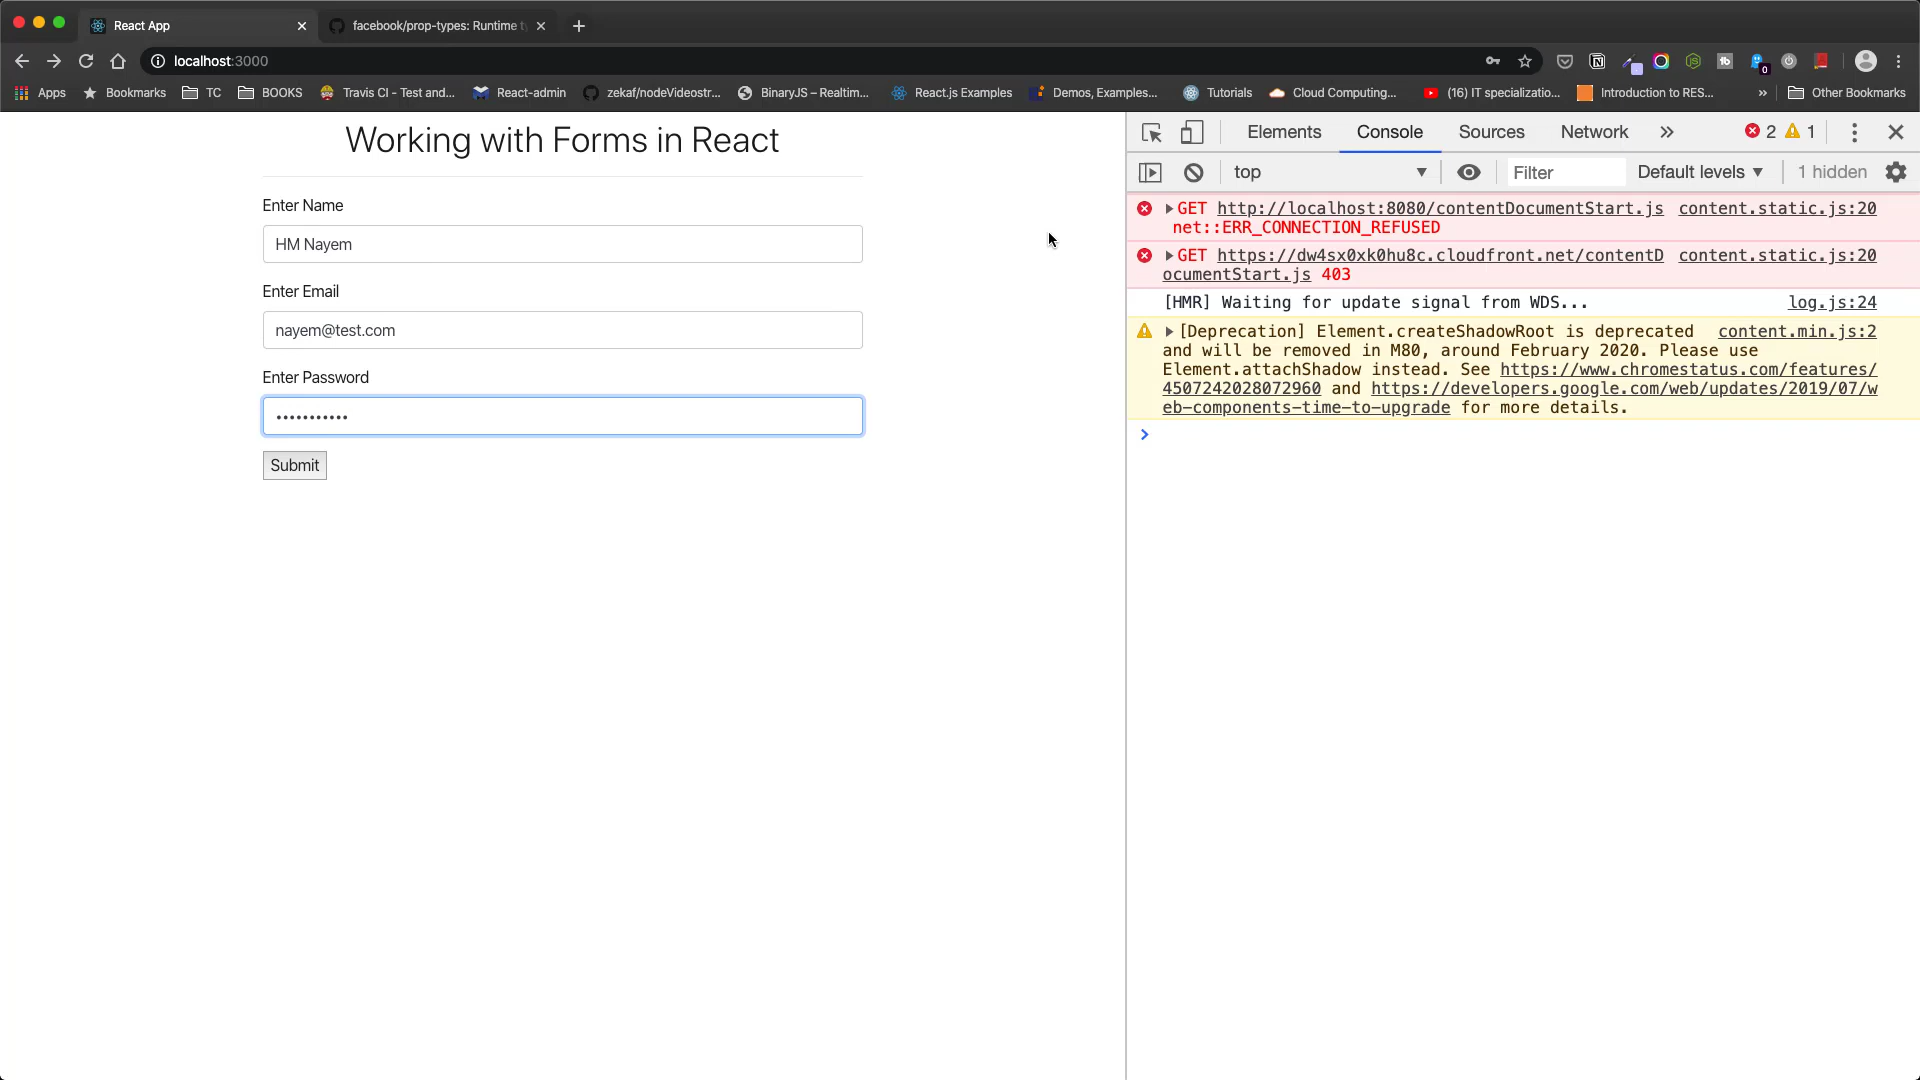 React App
facebook/prop-types: Runtime t
localhost:3000
Apps
Bookmarks
TC
BOOKS
Travis CI - Test and...
React-admin
zekaf/nodeVideostr...
BinaryJS – Realtim...
React.js Examples
Demos, Examples...
Tutorials
Cloud Computing...
(16) IT specializatio...
Introduction to RES...
»
Other Bookmarks
Working with Forms in React
Enter Name
HM Nayem
Enter Email
nayem@test.com
Enter Password
•••••••••••
Submit
Elements
Console
Sources
Network
»
2
1
top
Filter
Default levels
1 hidden
GET http://localhost:8080/contentDocumentStart.js content.static.js:20
net::ERR_CONNECTION_REFUSED
GET https://dw4sx0xk0hu8c.cloudfront.net/contentD content.static.js:20
ocumentStart.js 403
[HMR] Waiting for update signal from WDS... log.js:24
[Deprecation] Element.createShadowRoot is deprecated content.min.js:2
and will be removed in M80, around February 2020. Please use
Element.attachShadow instead. See https://www.chromestatus.com/features/
4507242028072960 and https://developers.google.com/web/updates/2019/07/w
eb-components-time-to-upgrade for more details.